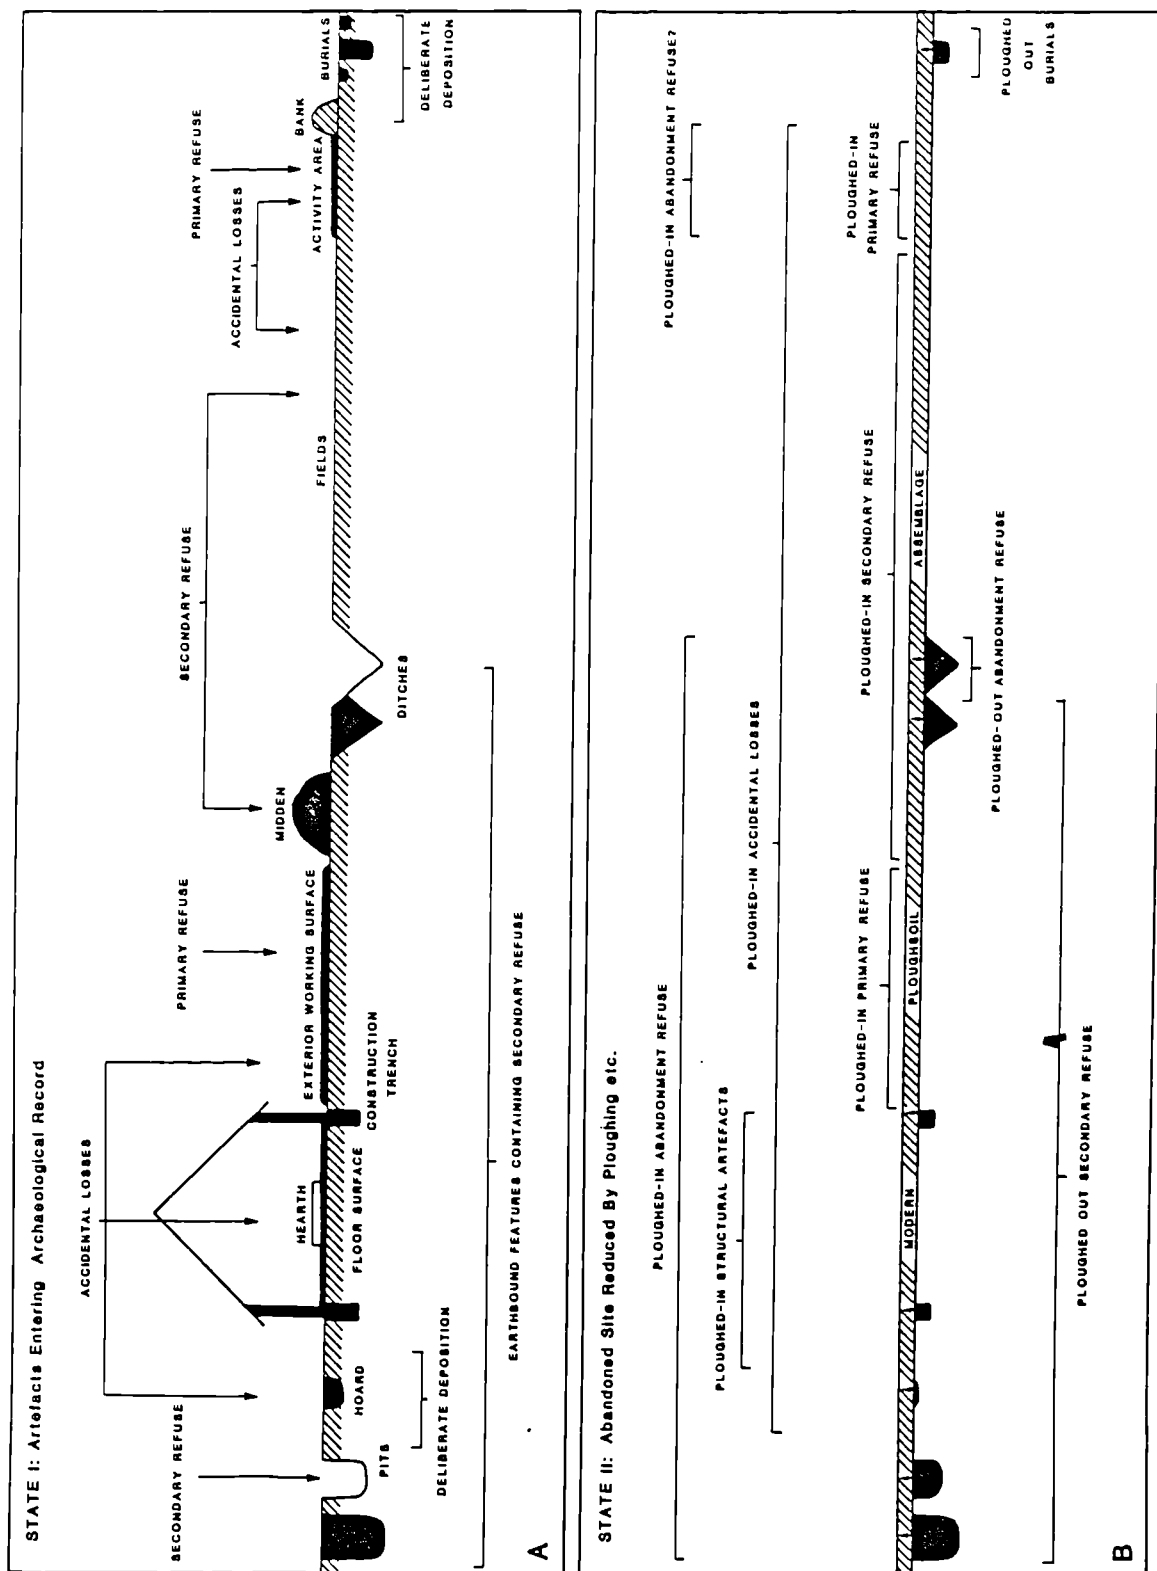 STATE I: Artefacts Entering Archaeological Record
ACCIDENTAL LOSSES
SECONDARY REFUSE
PRIMARY REFUSE
SECONDARY REFUSE
ACCIDENTAL LOSSES
PRIMARY REFUSE
HEARTH
EXTERIOR WORKING SURFACE
MIDDEN
FIELDS
ACTIVITY AREA
BANK
BURIALS
PITS
HOARD
FLOOR SURFACE
CONSTRUCTION
TRENCH
DITCHES
DELIBERATE DEPOSITION
DELIBERATE
DEPOSITION
EARTHBOUND FEATURES CONTAINING SECONDARY REFUSE
A
STATE II: Abandoned Site Reduced By Ploughing etc.
PLOUGHED-IN ABANDONMENT REFUSE
PLOUGHED-IN ABANDONMENT REFUSE?
PLOUGHED-IN STRUCTURAL ARTEFACTS
PLOUGHED-IN ACCIDENTAL LOSSES
PLOUGHED-IN PRIMARY REFUSE
PLOUGHED-IN SECONDARY REFUSE
PLOUGHED-IN
PRIMARY REFUSE
MODERN
PLOUGHSOIL
ASSEMBLAGE
PLOUGHED-OUT ABANDONMENT REFUSE
PLOUGHED
OUT
BURIALS
PLOUGHED OUT SECONDARY REFUSE
B